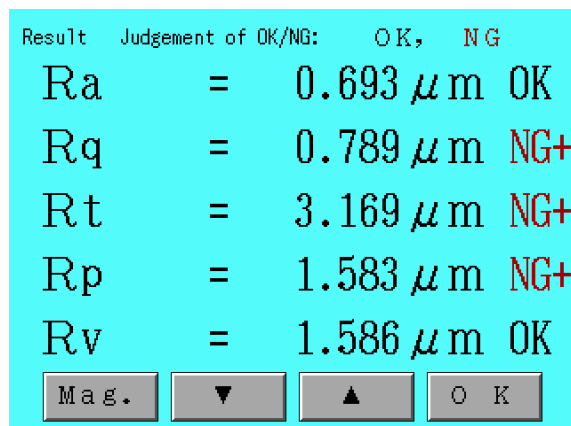 Result Judgement of OK/NG: OK, NG
Ra = 0.693 μm OK
Rq = 0.789 μm NG+
Rt = 3.169 μm NG+
Rp = 1.583 μm NG+
Rv = 1.586 μm OK
Mag. ▼ ▲ OK